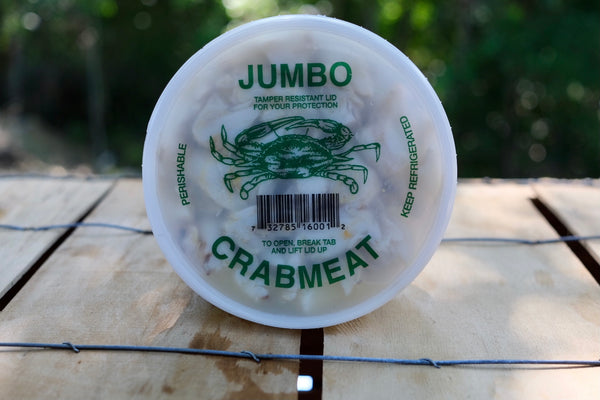 JUMBO
TAMPER RESISTANT LID
FOR YOUR PROTECTION
PERISHABLE
KEEP REFRIGERATED
7 32785 16001 2
TO OPEN, BREAK TAB
AND LIFT LID UP
CRABMEAT